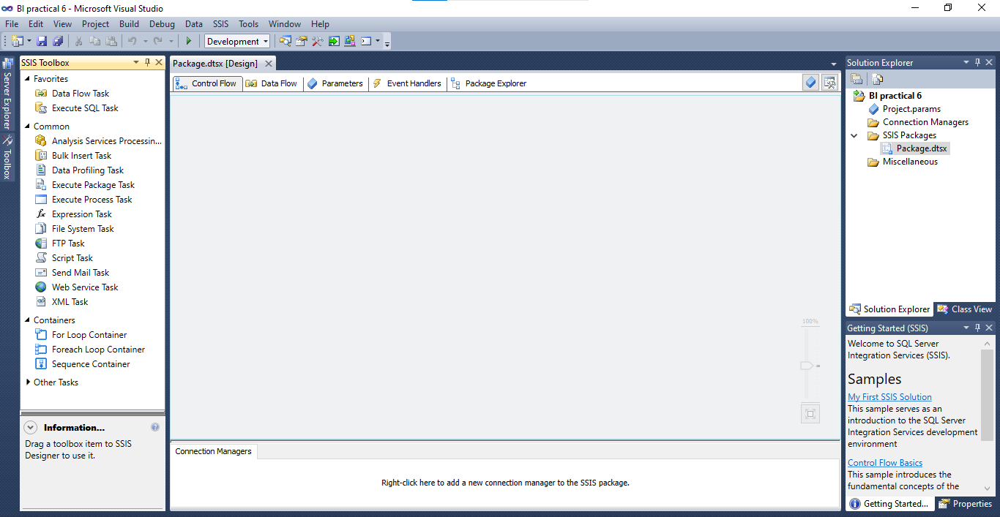 BI practical 6 - Microsoft Visual Studio
File Edit View Project Build Debug Data SSIS Tools Window Help
Development
Server Explorer
Toolbox
SSIS Toolbox
Favorites
Data Flow Task
Execute SQL Task
Common
Analysis Services Processin...
Bulk Insert Task
Data Profiling Task
Execute Package Task
Execute Process Task
Expression Task
File System Task
FTP Task
Script Task
Send Mail Task
Web Service Task
XML Task
Containers
For Loop Container
Foreach Loop Container
Sequence Container
Other Tasks
Information...
Drag a toolbox item to SSIS
Designer to use it.
Package.dtsx [Design]
Control Flow Data Flow Parameters Event Handlers Package Explorer
100%
Connection Managers
Right-click here to add a new connection manager to the SSIS package.
Solution Explorer
BI practical 6
Project.params
Connection Managers
SSIS Packages
Package.dtsx
Miscellaneous
Solution Explorer Class View
Getting Started (SSIS)
Welcome to SQL Server
Integration Services (SSIS).
Samples
My First SSIS Solution
This sample serves as an
introduction to the SQL Server
Integration Services development
environment
Control Flow Basics
This sample introduces the
fundamental concepts of the
Getting Started... Properties